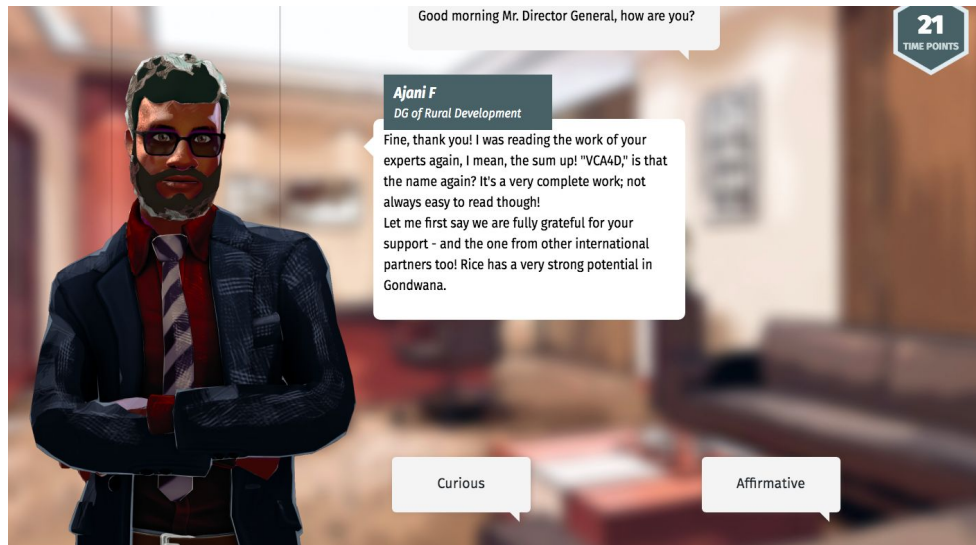 Good morning Mr. Director General, how are you?
21
TIME POINTS
Ajani F
DG of Rural Development
Fine, thank you! I was reading the work of your
experts again, I mean, the sum up! "VCA4D," is that
the name again? It's a very complete work; not
always easy to read though!
Let me first say we are fully grateful for your
support - and the one from other international
partners too! Rice has a very strong potential in
Gondwana.
Curious
Affirmative